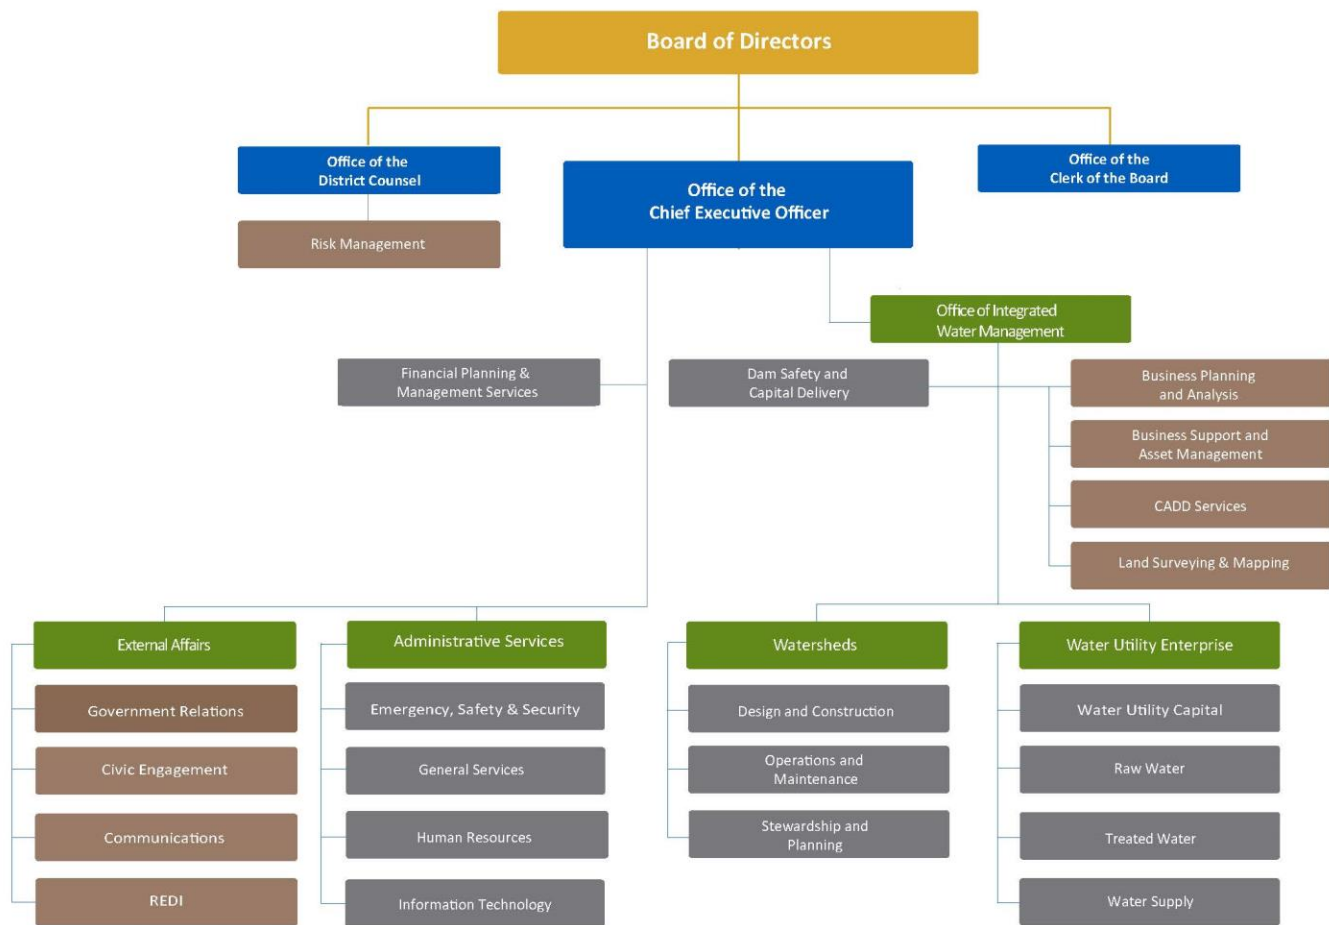 Board of Directors
Office of the
District Counsel
Office of the
Chief Executive Officer
Office of the
Clerk of the Board
Risk Management
Office of Integrated
Water Management
Financial Planning &
Management Services
Dam Safety and
Capital Delivery
Business Planning
and Analysis
Business Support and
Asset Management
CADD Services
Land Surveying & Mapping
External Affairs
Government Relations
Civic Engagement
Communications
REDI
Administrative Services
Emergency, Safety & Security
General Services
Human Resources
Information Technology
Watersheds
Design and Construction
Operations and
Maintenance
Stewardship and
Planning
Water Utility Enterprise
Water Utility Capital
Raw Water
Treated Water
Water Supply